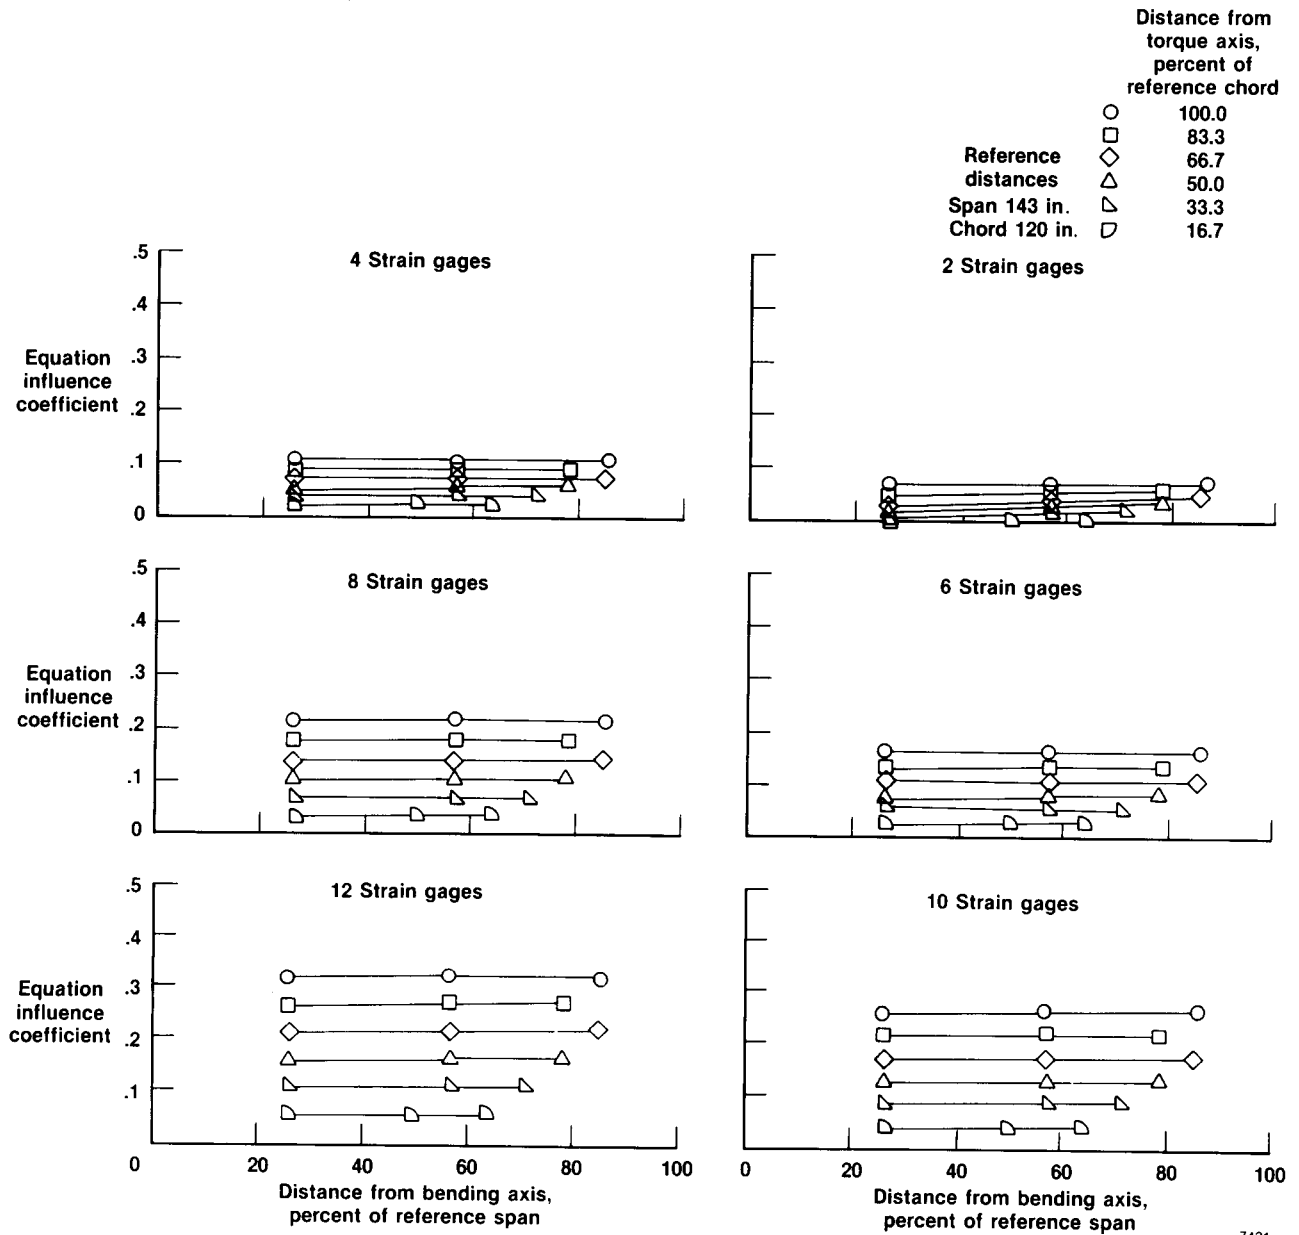 Distance from
torque axis,
percent of
reference chord
100.0
83.3
Reference 66.7
distances 50.0
Span 143 in. 33.3
Chord 120 in. 16.7
4 Strain gages
2 Strain gages
.5
.4
.3
.2
.1
0
Equation
influence
coefficient
8 Strain gages
6 Strain gages
.5
.4
.3
.2
.1
0
Equation
influence
coefficient
12 Strain gages
10 Strain gages
.5
.4
.3
.2
.1
0
Equation
influence
coefficient
20 40 60 80 100
Distance from bending axis,
percent of reference span
0 20 40 60 80 100
Distance from bending axis,
percent of reference span